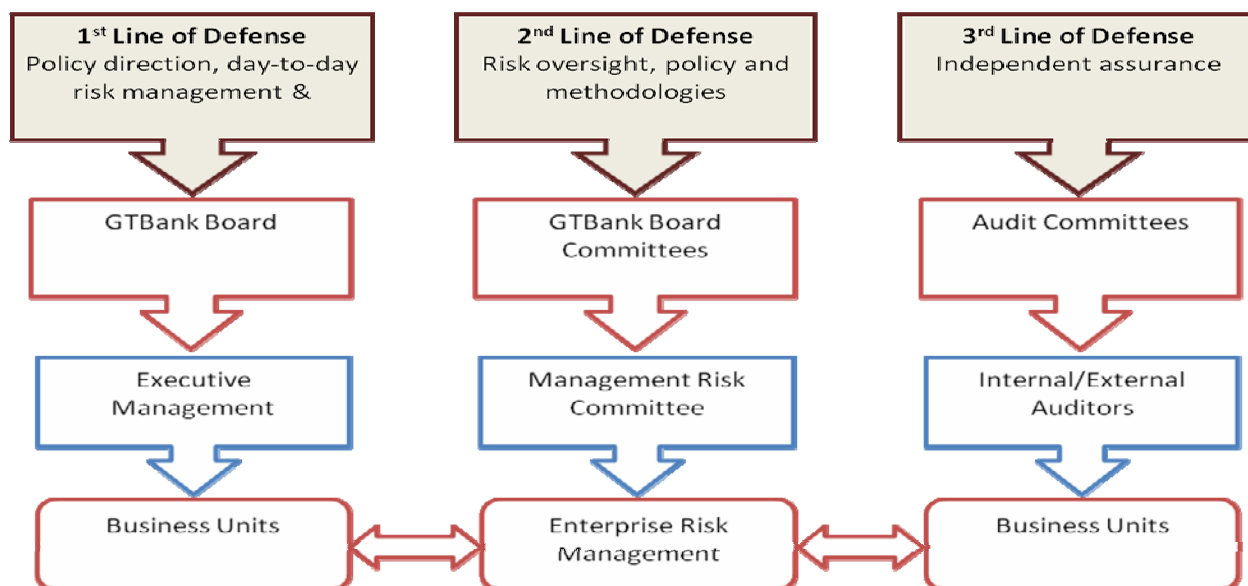 1st Line of Defense
Policy direction, day-to-day
risk management &
2nd Line of Defense
Risk oversight, policy and
methodologies
3rd Line of Defense
Independent assurance
GTBank Board
GTBank Board
Committees
Audit Committees
Executive
Management
Management Risk
Committee
Internal/External
Auditors
Business Units
Enterprise Risk
Management
Business Units